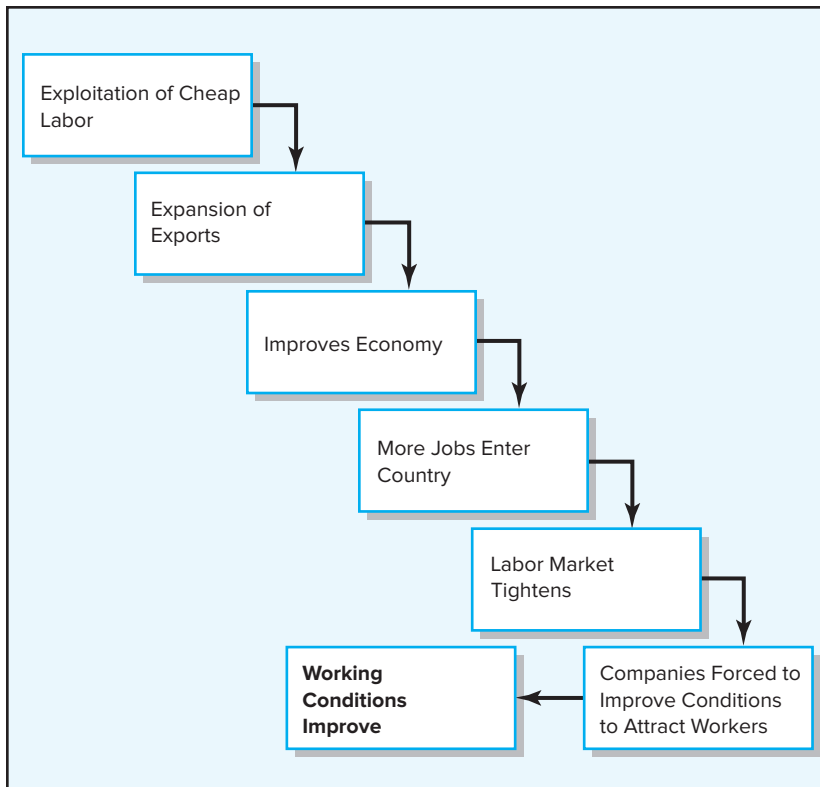 Exploitation of Cheap
Labor
Expansion of
Exports
Improves Economy
More Jobs Enter
Country
Labor Market
Tightens
Companies Forced to
Improve Conditions
to Attract Workers
Working
Conditions
Improve